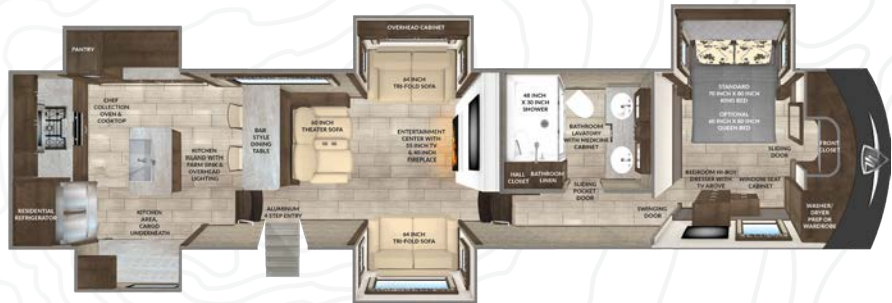 PANTRY
CHEF
COLLECTION
OVEN &
COOKTOP
KITCHEN
ISLAND WITH
FARM SINK &
OVERHEAD
LIGHTING
RESIDENTIAL
REFRIGERATOR
KITCHEN
AREA,
CARGO
UNDERNEATH
BAR
STYLE
DINING
TABLE
ALUMINUM
4-STEP ENTRY
OVERHEAD CABINET
64 INCH
TRI-FOLD SOFA
68 INCH
THEATER SOFA
ENTERTAINMENT
CENTER WITH
55 INCH TV
& 40 INCH
FIREPLACE
64 INCH
TRI-FOLD SOFA
48 INCH
X 30 INCH
SHOWER
BATHROOM
LAVATORY
WITH MEDICINE
CABINET
HALL
CLOSET
BATHROOM
LINEN
SLIDING
POCKET
DOOR
SWINGING
DOOR
STANDARD
70 INCH X 80 INCH
KING BED
OPTIONAL
60 INCH X 80 INCH
QUEEN BED
SLIDING
DOOR
FRONT
CLOSET
BEDROOM HI-BOY
DRESSER WITH
TV ABOVE
WINDOW SEAT
CABINET
WASHER/
DRYER
PREP OR
WARDROBE